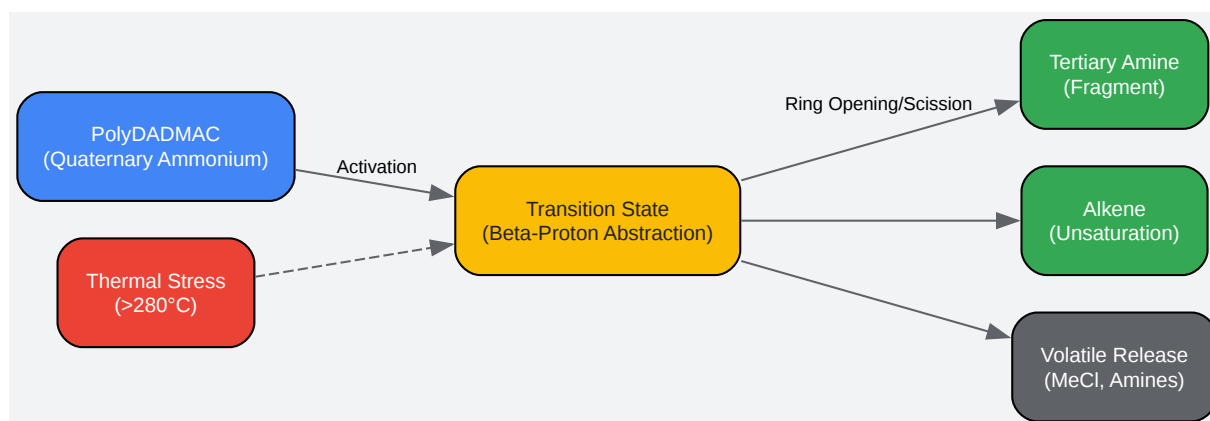 PolyDADMAC
(Quaternary Ammonium)
Thermal Stress
(>280°C)
Activation
Transition State
(Beta-Proton Abstraction)
Ring Opening/Scission
Tertiary Amine
(Fragment)
Alkene
(Unsaturation)
Volatile Release
(MeCl, Amines)